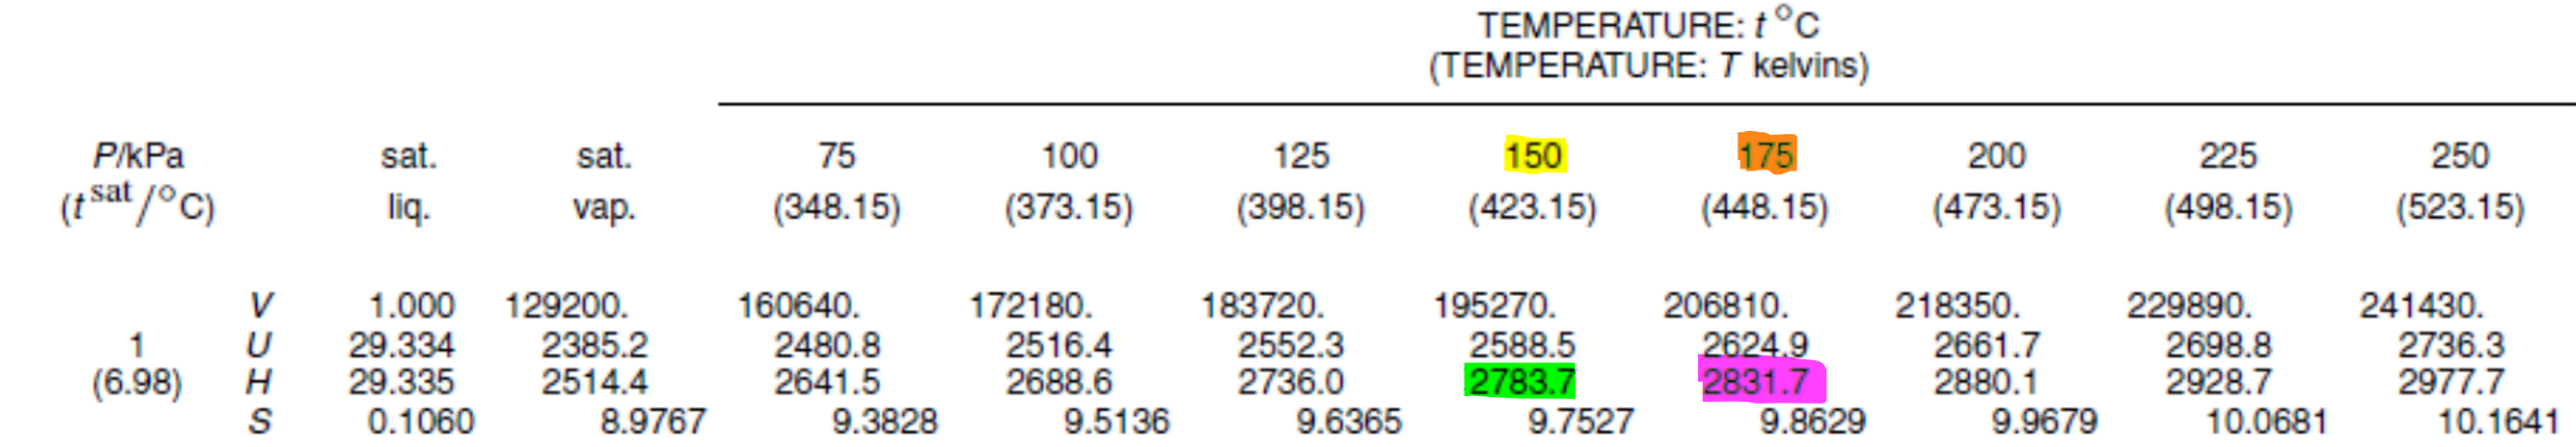 TEMPERATURE: t °C
(TEMPERATURE: T kelvins)
P/kPa sat. sat. 75 100 125 150 175 200 225 250
(t sat /°C) liq. vap. (348.15) (373.15) (398.15) (423.15) (448.15) (473.15) (498.15) (523.15)
V 1.000 129200. 160640. 172180. 183720. 195270. 206810. 218350. 229890. 241430.
1 U 29.334 2385.2 2480.8 2516.4 2552.3 2588.5 2624.9 2661.7 2698.8 2736.3
(6.98) H 29.335 2514.4 2641.5 2688.6 2736.0 2783.7 2831.7 2880.1 2928.7 2977.7
S 0.1060 8.9767 9.3828 9.5136 9.6365 9.7527 9.8629 9.9679 10.0681 10.1641